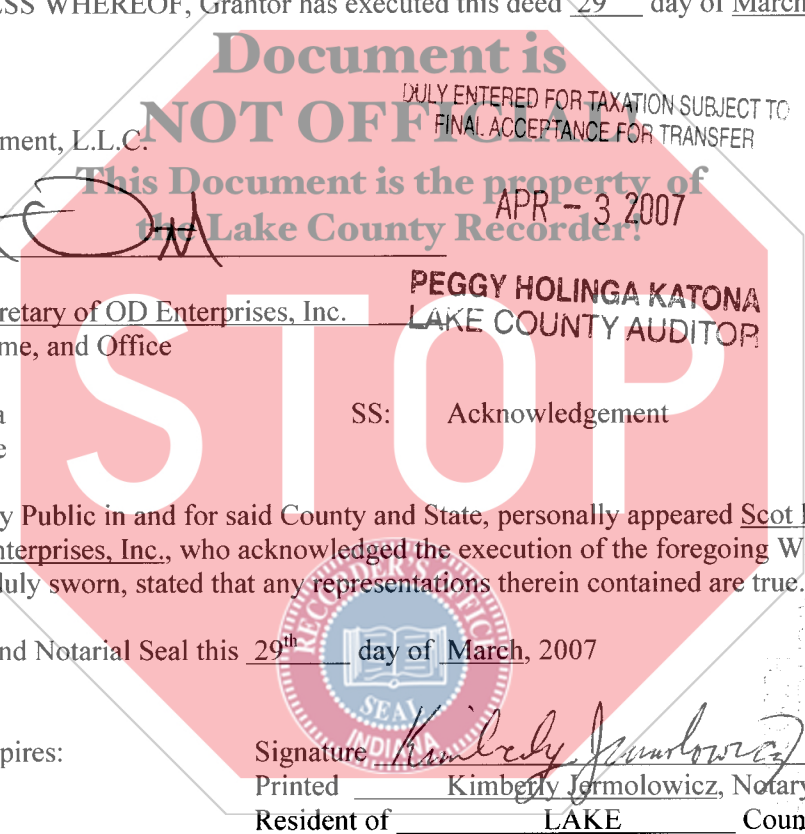 ESS WHEREOF, Grantor has executed this deed 29 day of March
Document is
NOT OFFICIAL!
DULY ENTERED FOR TAXATION SUBJECT TO
FINAL ACCEPTANCE FOR TRANSFER
ment, L.L.C.
This Document is the property of
APR - 3 2007
the Lake County Recorder!
PEGGY HOLINGA KATONA
LAKE COUNTY AUDITOR
retary of OD Enterprises, Inc.
me, and Office
STOP
a SS: Acknowledgement
e
y Public in and for said County and State, personally appeared Scot
nterprises, Inc., who acknowledged the execution of the foregoing W
duly sworn, stated that any representations therein contained are true.
RECORDER'S OFFICE
nd Notarial Seal this 29th day of March, 2007
SEAL
INDIANA
pires: Signature Kimberly Jermolowicz
Printed Kimberly Jermolowicz, Notary
Resident of LAKE Coun